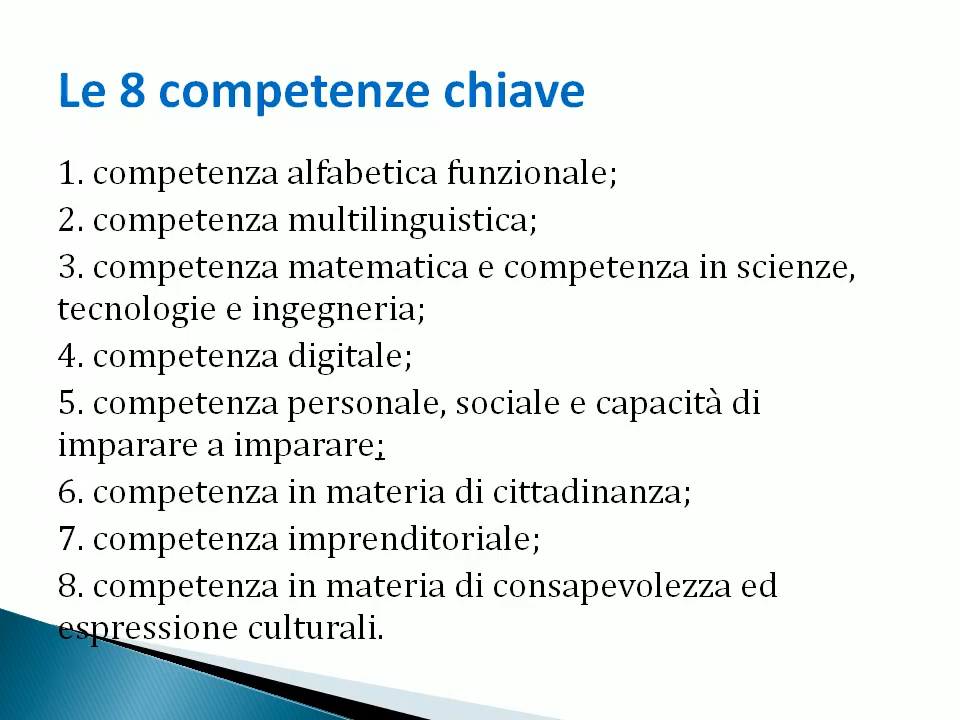 Le 8 competenze chiave
1. competenza alfabetica funzionale;
2. competenza multilinguistica;
3. competenza matematica e competenza in scienze,
tecnologie e ingegneria;
4. competenza digitale;
5. competenza personale, sociale e capacità di
imparare a imparare;
6. competenza in materia di cittadinanza;
7. competenza imprenditoriale;
8. competenza in materia di consapevolezza ed
espressione culturali.